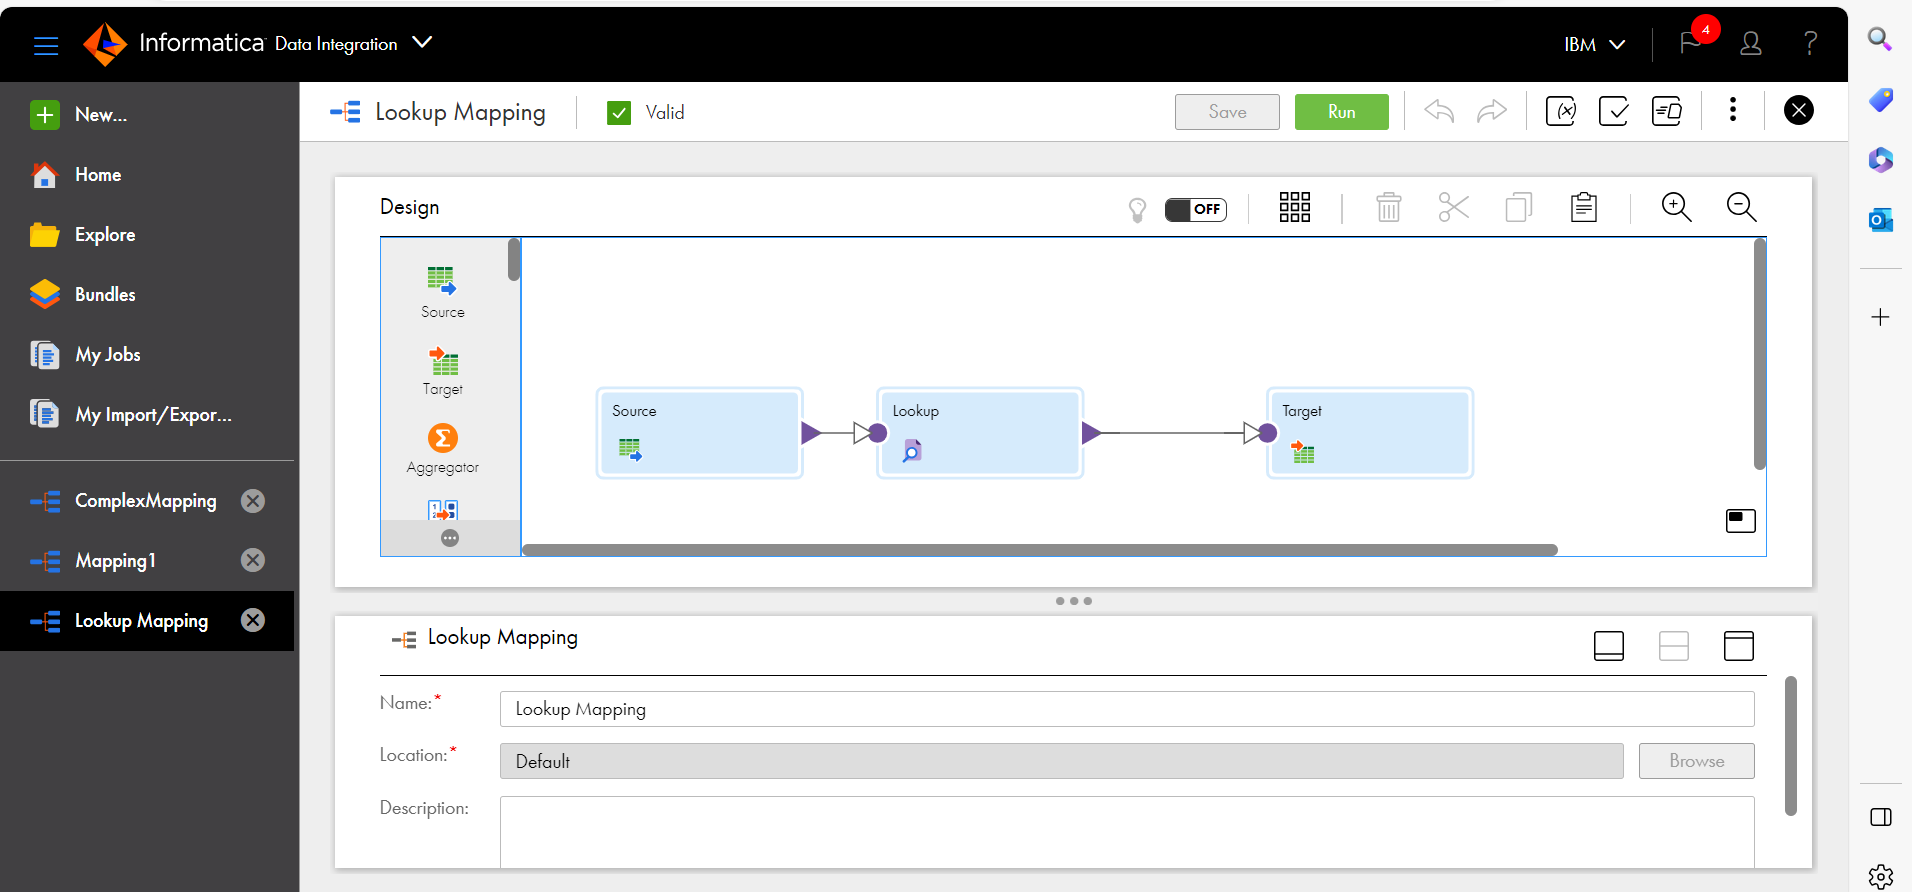 Informatica Data Integration
IBM
4
?
New...
Home
Explore
Bundles
My Jobs
My Import/Expor...
ComplexMapping
Mapping1
Lookup Mapping
Lookup Mapping
Valid
Save
Run
(x)
Design
OFF
Source
Target
Aggregator
Source
Lookup
Target
Lookup Mapping
Name:*
Lookup Mapping
Location:*
Default
Browse
Description: